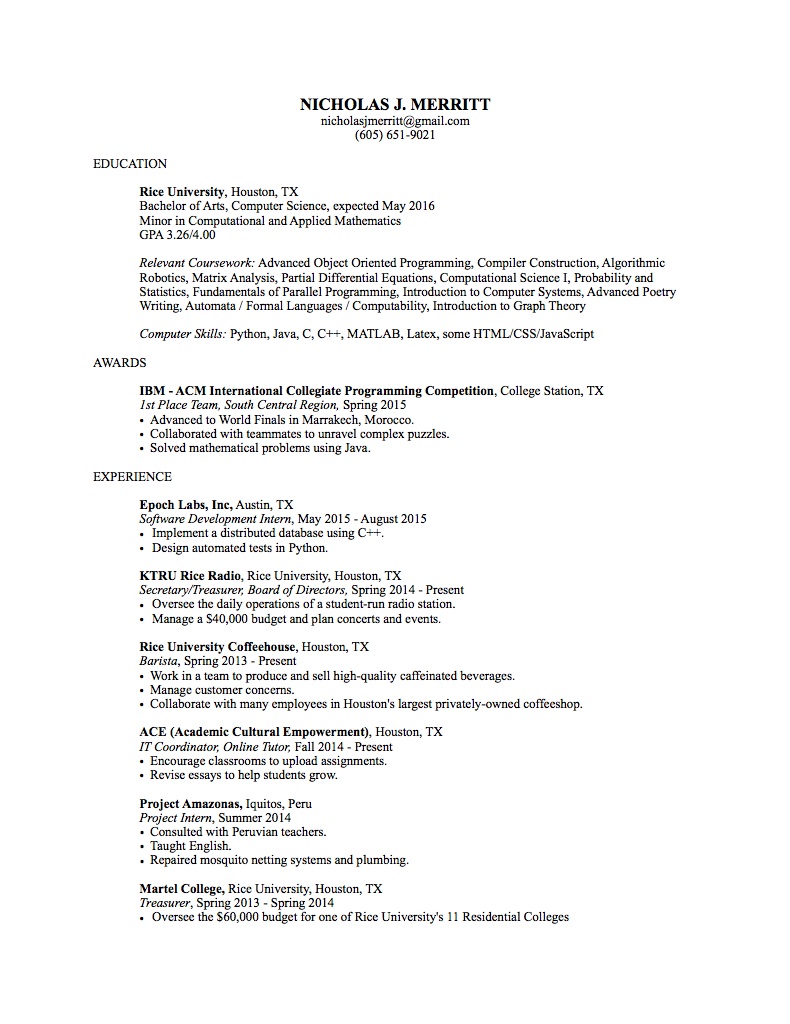 NICHOLAS J. MERRITT
nicholasjmerritt@gmail.com
(605) 651-9021
EDUCATION
Rice University, Houston, TX
Bachelor of Arts, Computer Science, expected May 2016
Minor in Computational and Applied Mathematics
GPA 3.26/4.00
Relevant Coursework: Advanced Object Oriented Programming, Compiler Construction, Algorithmic
Robotics, Matrix Analysis, Partial Differential Equations, Computational Science I, Probability and
Statistics, Fundamentals of Parallel Programming, Introduction to Computer Systems, Advanced Poetry
Writing, Automata / Formal Languages / Computability, Introduction to Graph Theory
Computer Skills: Python, Java, C, C++, MATLAB, Latex, some HTML/CSS/JavaScript
AWARDS
IBM - ACM International Collegiate Programming Competition, College Station, TX
1st Place Team, South Central Region, Spring 2015
• Advanced to World Finals in Marrakech, Morocco.
• Collaborated with teammates to unravel complex puzzles.
• Solved mathematical problems using Java.
EXPERIENCE
Epoch Labs, Inc, Austin, TX
Software Development Intern, May 2015 - August 2015
• Implement a distributed database using C++.
• Design automated tests in Python.
KTRU Rice Radio, Rice University, Houston, TX
Secretary/Treasurer, Board of Directors, Spring 2014 - Present
• Oversee the daily operations of a student-run radio station.
• Manage a $40,000 budget and plan concerts and events.
Rice University Coffeehouse, Houston, TX
Barista, Spring 2013 - Present
• Work in a team to produce and sell high-quality caffeinated beverages.
• Manage customer concerns.
• Collaborate with many employees in Houston's largest privately-owned coffeeshop.
ACE (Academic Cultural Empowerment), Houston, TX
IT Coordinator, Online Tutor, Fall 2014 - Present
• Encourage classrooms to upload assignments.
• Revise essays to help students grow.
Project Amazonas, Iquitos, Peru
Project Intern, Summer 2014
• Consulted with Peruvian teachers.
• Taught English.
• Repaired mosquito netting systems and plumbing.
Martel College, Rice University, Houston, TX
Treasurer, Spring 2013 - Spring 2014
• Oversee the $60,000 budget for one of Rice University's 11 Residential Colleges